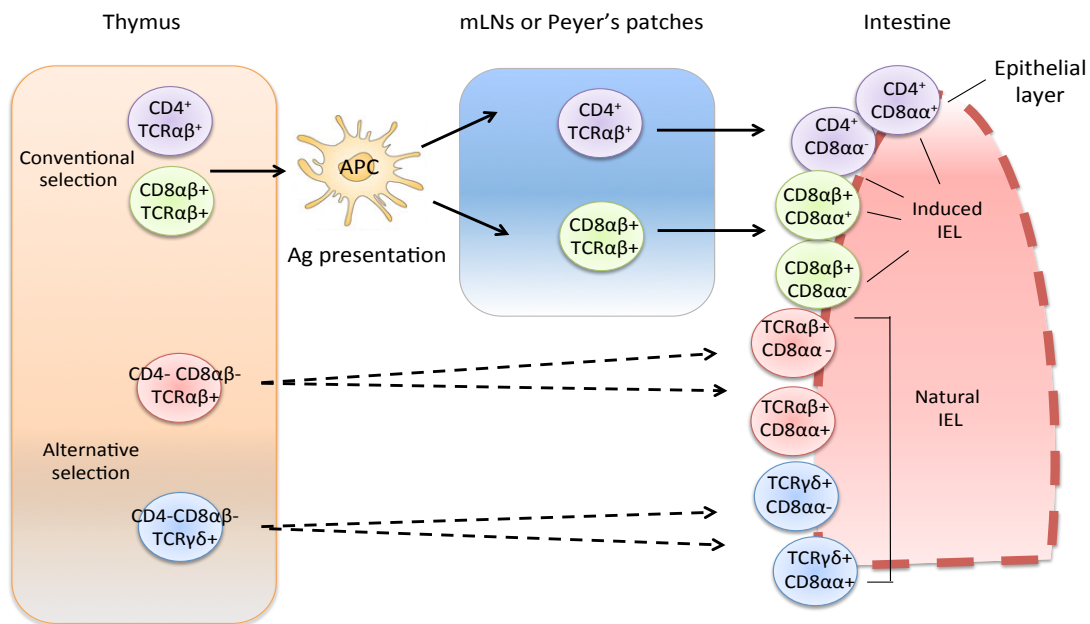 Thymus
mLNs or Peyer's patches
Intestine
CD4⁺
TCRαβ⁺
Conventional
selection
CD8αβ+
TCRαβ+
APC
Ag presentation
CD4⁺
TCRαβ⁺
CD8αβ+
TCRαβ+
CD4⁺
CD8αα⁺
Epithelial
layer
CD4⁺
CD8αα⁻
CD8αβ+
CD8αα⁺
Induced
IEL
CD8αβ+
CD8αα⁻
CD4- CD8αβ-
TCRαβ+
TCRαβ+
CD8αα -
TCRαβ+
CD8αα+
Natural
IEL
Alternative
selection
CD4-CD8αβ-
TCRγδ+
TCRγδ+
CD8αα-
TCRγδ+
CD8αα+